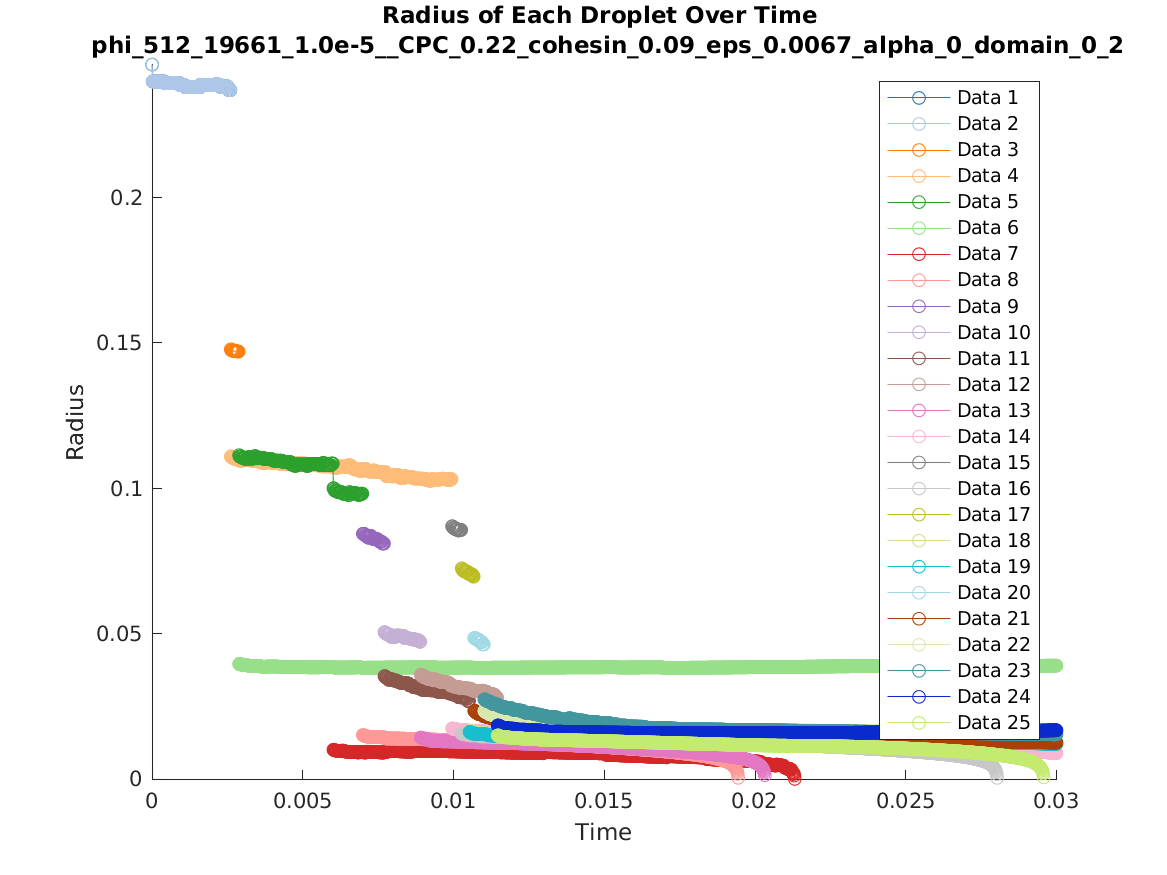 Radius of Each Droplet Over Time
phi_512_19661_1.0e-5__CPC_0.22_cohesin_0.09_eps_0.0067_alpha_0_domain_0_2
Data 1
Data 2
Data 3
Data 4
Data 5
Data 6
Data 7
Data 8
Data 9
Data 10
Data 11
Data 12
Data 13
Data 14
Data 15
Data 16
Data 17
Data 18
Data 19
Data 20
Data 21
Data 22
Data 23
Data 24
Data 25
0.2
0.15
0.1
0.05
0
Radius
0
0.005
0.01
0.015
0.02
0.025
0.03
Time